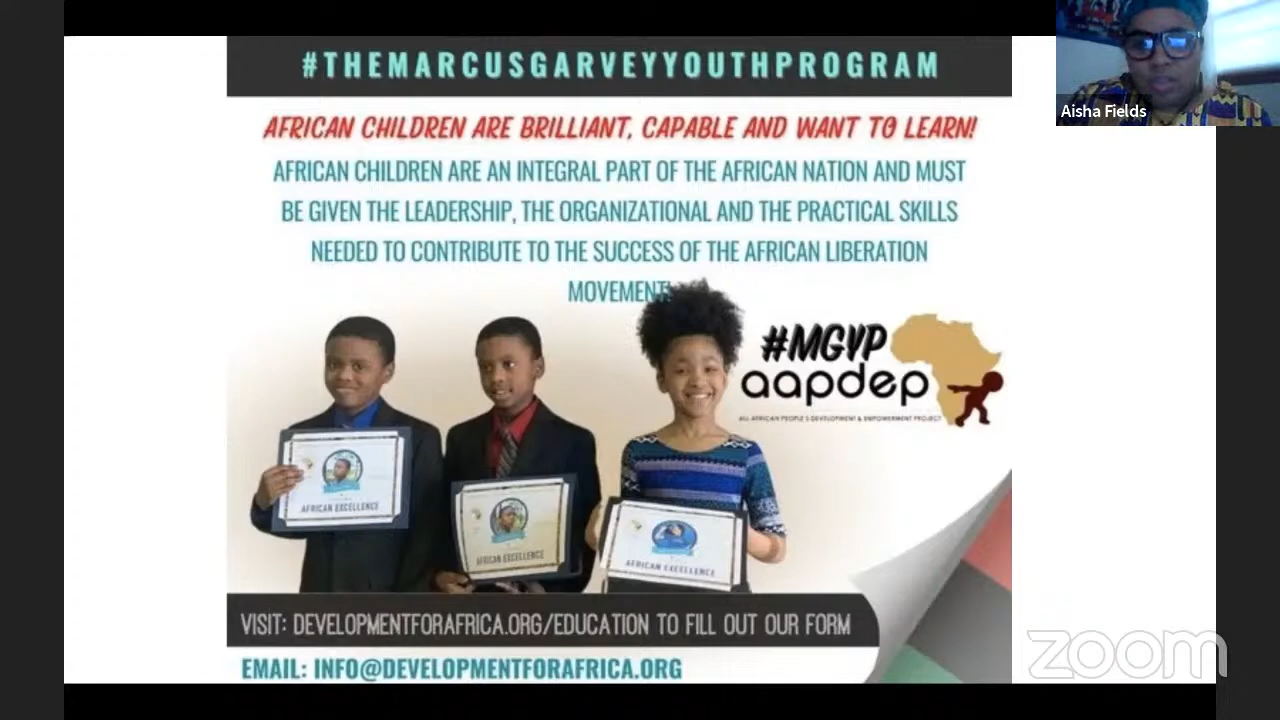 #THEMARCUSGARVEYYOUTHPROGRAM
Aisha Fields
AFRICAN CHILDREN ARE BRILLIANT, CAPABLE AND WANT TO LEARN!
AFRICAN CHILDREN ARE AN INTEGRAL PART OF THE AFRICAN NATION AND MUST
BE GIVEN THE LEADERSHIP, THE ORGANIZATIONAL AND THE PRACTICAL SKILLS
NEEDED TO CONTRIBUTE TO THE SUCCESS OF THE AFRICAN LIBERATION
MOVEMENT!
#MGYP
aapdep
ALL AFRICAN PEOPLE'S DEVELOPMENT & EMPOWERMENT PROJECT
AFRICAN EXCELLENCE
AFRICAN EXCELLENCE
AFRICAN EXCELLENCE
VISIT: DEVELOPMENTFORAFRICA.ORG/EDUCATION TO FILL OUT OUR FORM
EMAIL: INFO@DEVELOPMENTFORAFRICA.ORG
zoom